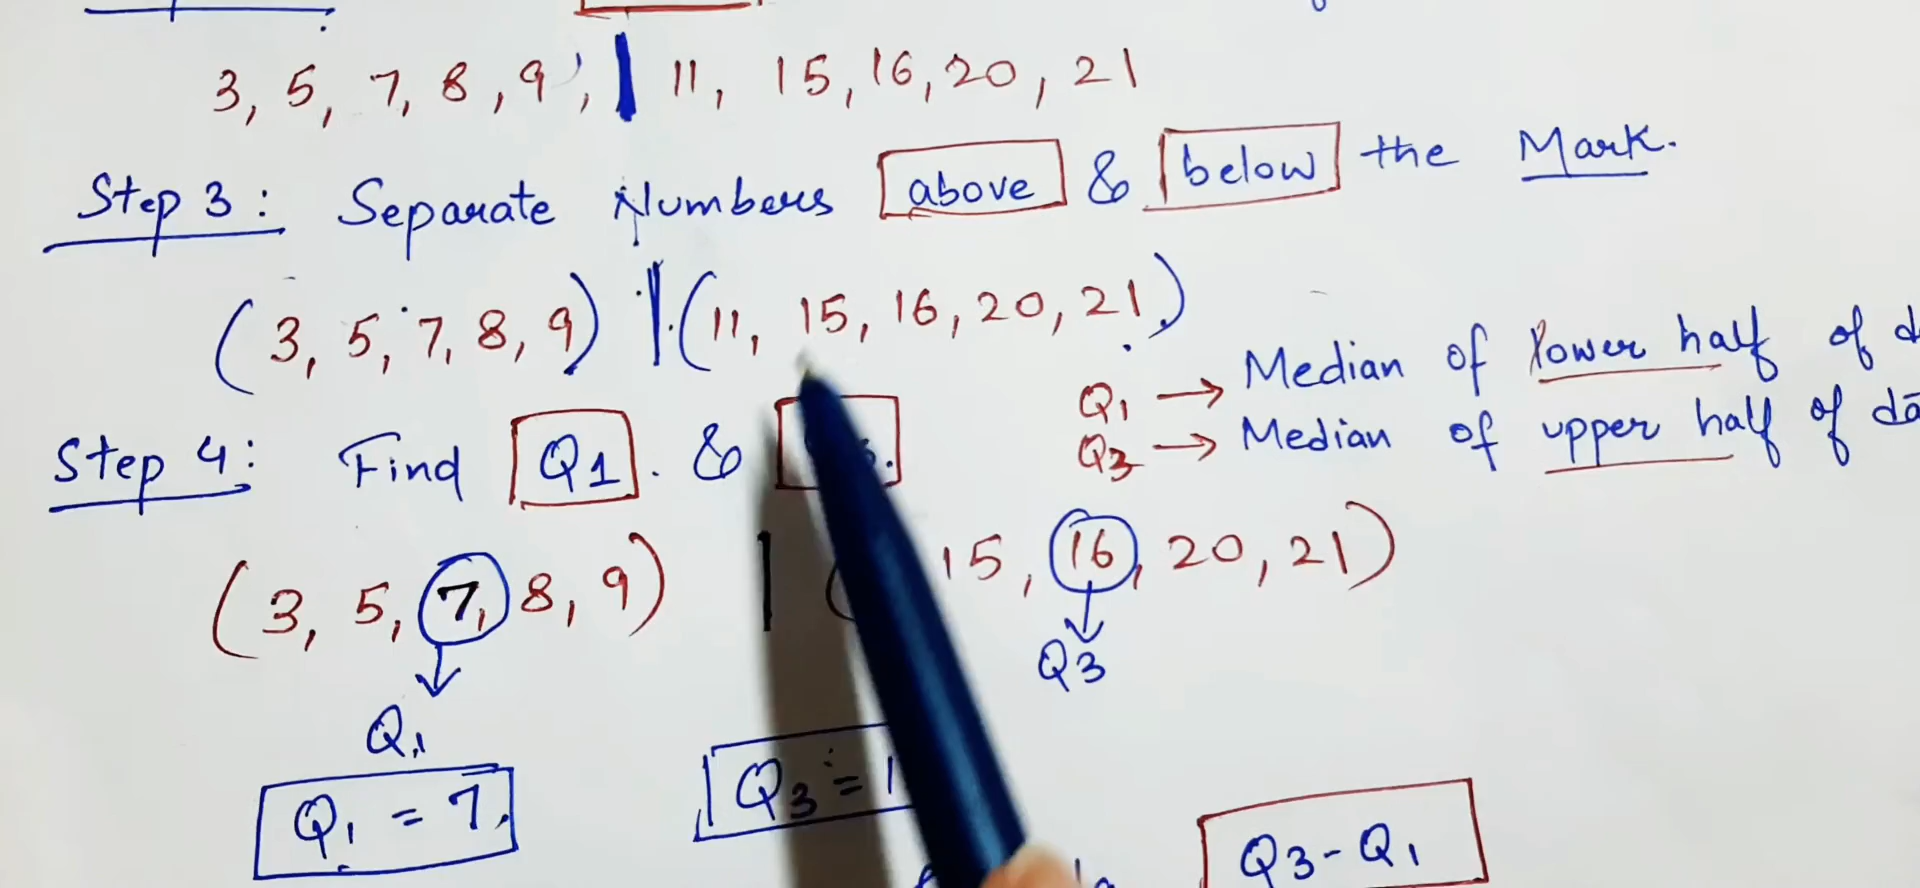 3, 5, 7, 8, 9, | 11, 15, 16, 20, 21
Step 3: Separate Numbers above & below the Mark.
(3, 5, 7, 8, 9) | (11, 15, 16, 20, 21)
Step 4: Find Q1. &
Q1 → Median of lower half of
Q3 → Median of upper half of
(3, 5, 7, 8, 9) | ( 15, 16, 20, 21)
Q1
Q3
Q1 = 7.
Q3 = 1
Q3 - Q1